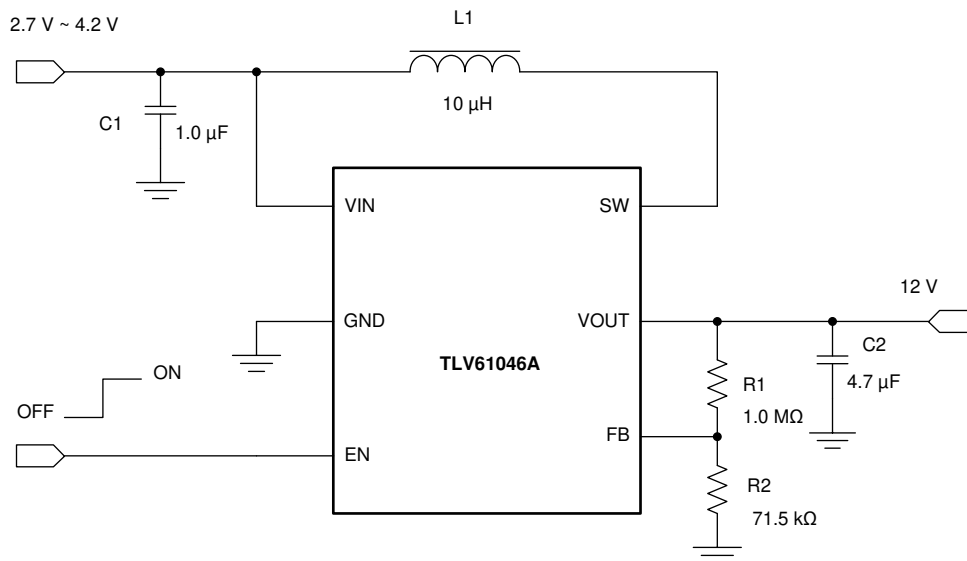 2.7 V ~ 4.2 V
L1
10 µH
C1
1.0 µF
VIN
SW
GND
VOUT
12 V
TLV61046A
C2
4.7 µF
R1
1.0 MΩ
ON
OFF
FB
EN
R2
71.5 kΩ